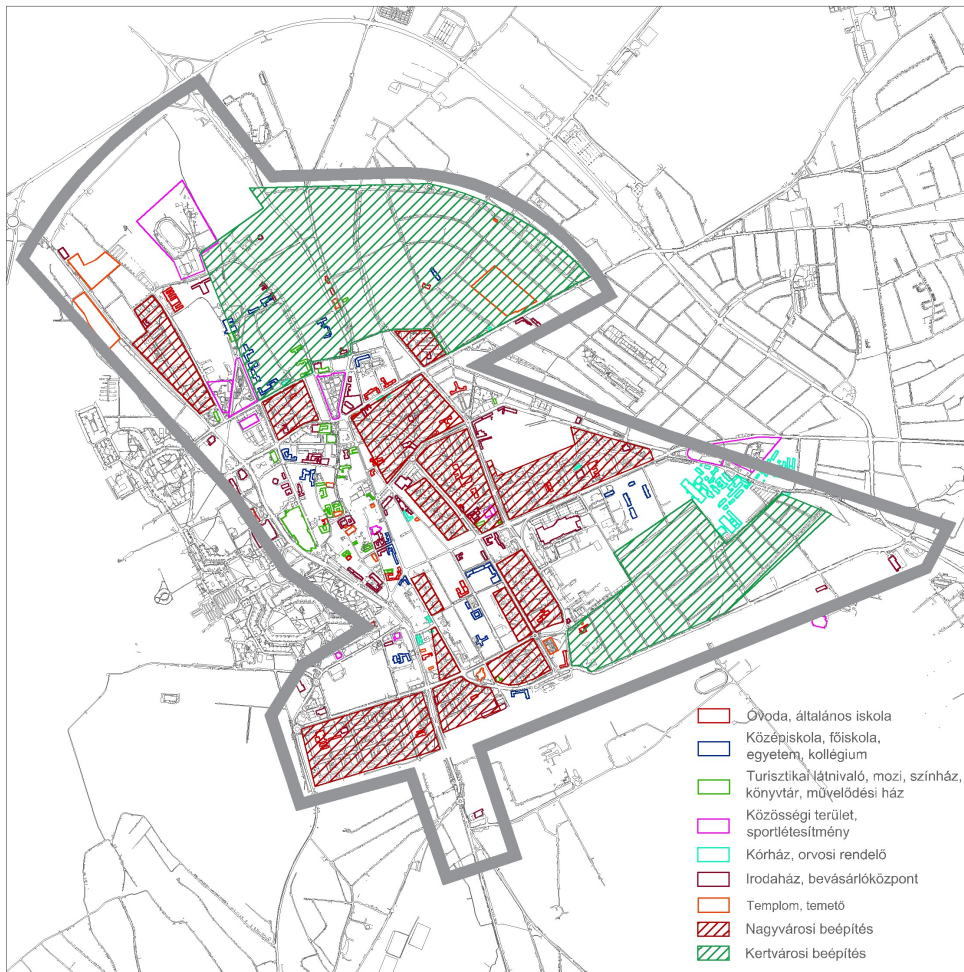 Óvoda, általános iskola
Középiskola, főiskola,
egyetem, kollégium
Turisztikai látnivaló, mozi, színház,
könyvtár, művelődési ház
Közösségi terület,
sportlétesítmény
Kórház, orvosi rendelő
Irodaház, bevásárlóközpont
Templom, temető
Nagyvárosi beépítés
Kertvárosi beépítés